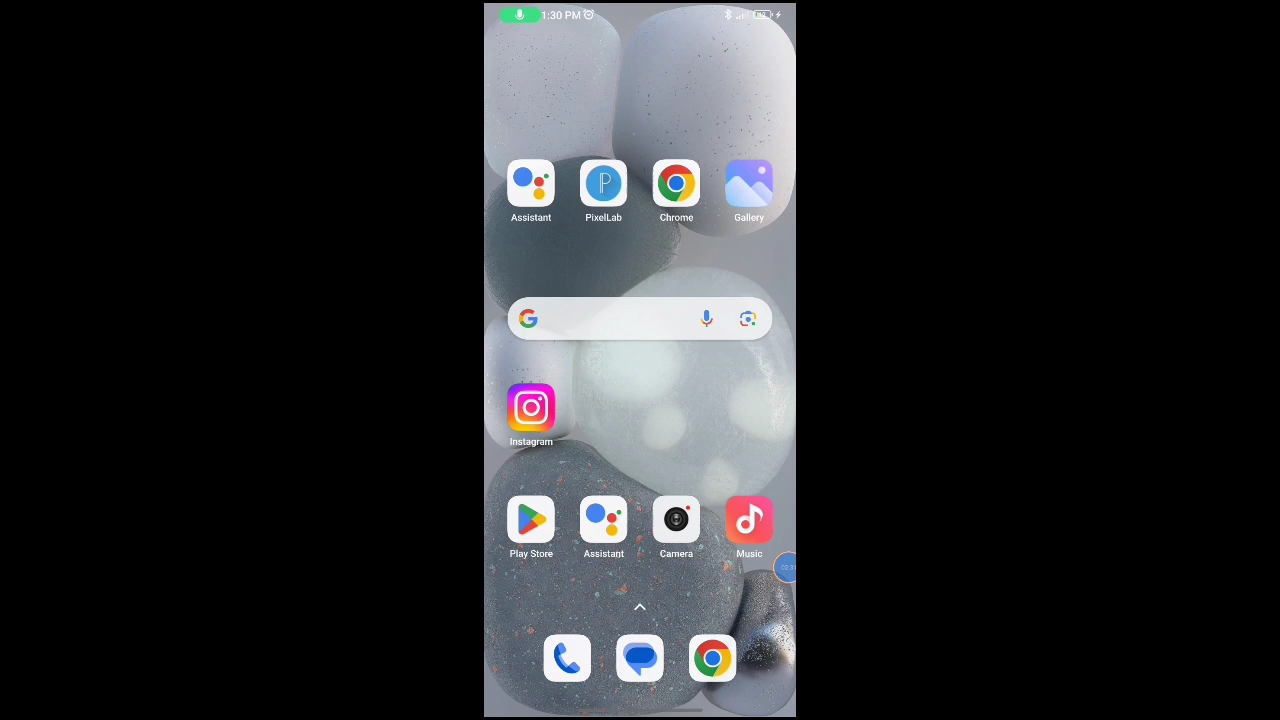 1:30 PM
Assistant PixelLab Chrome Gallery
Instagram
Play Store Assistant Camera Music